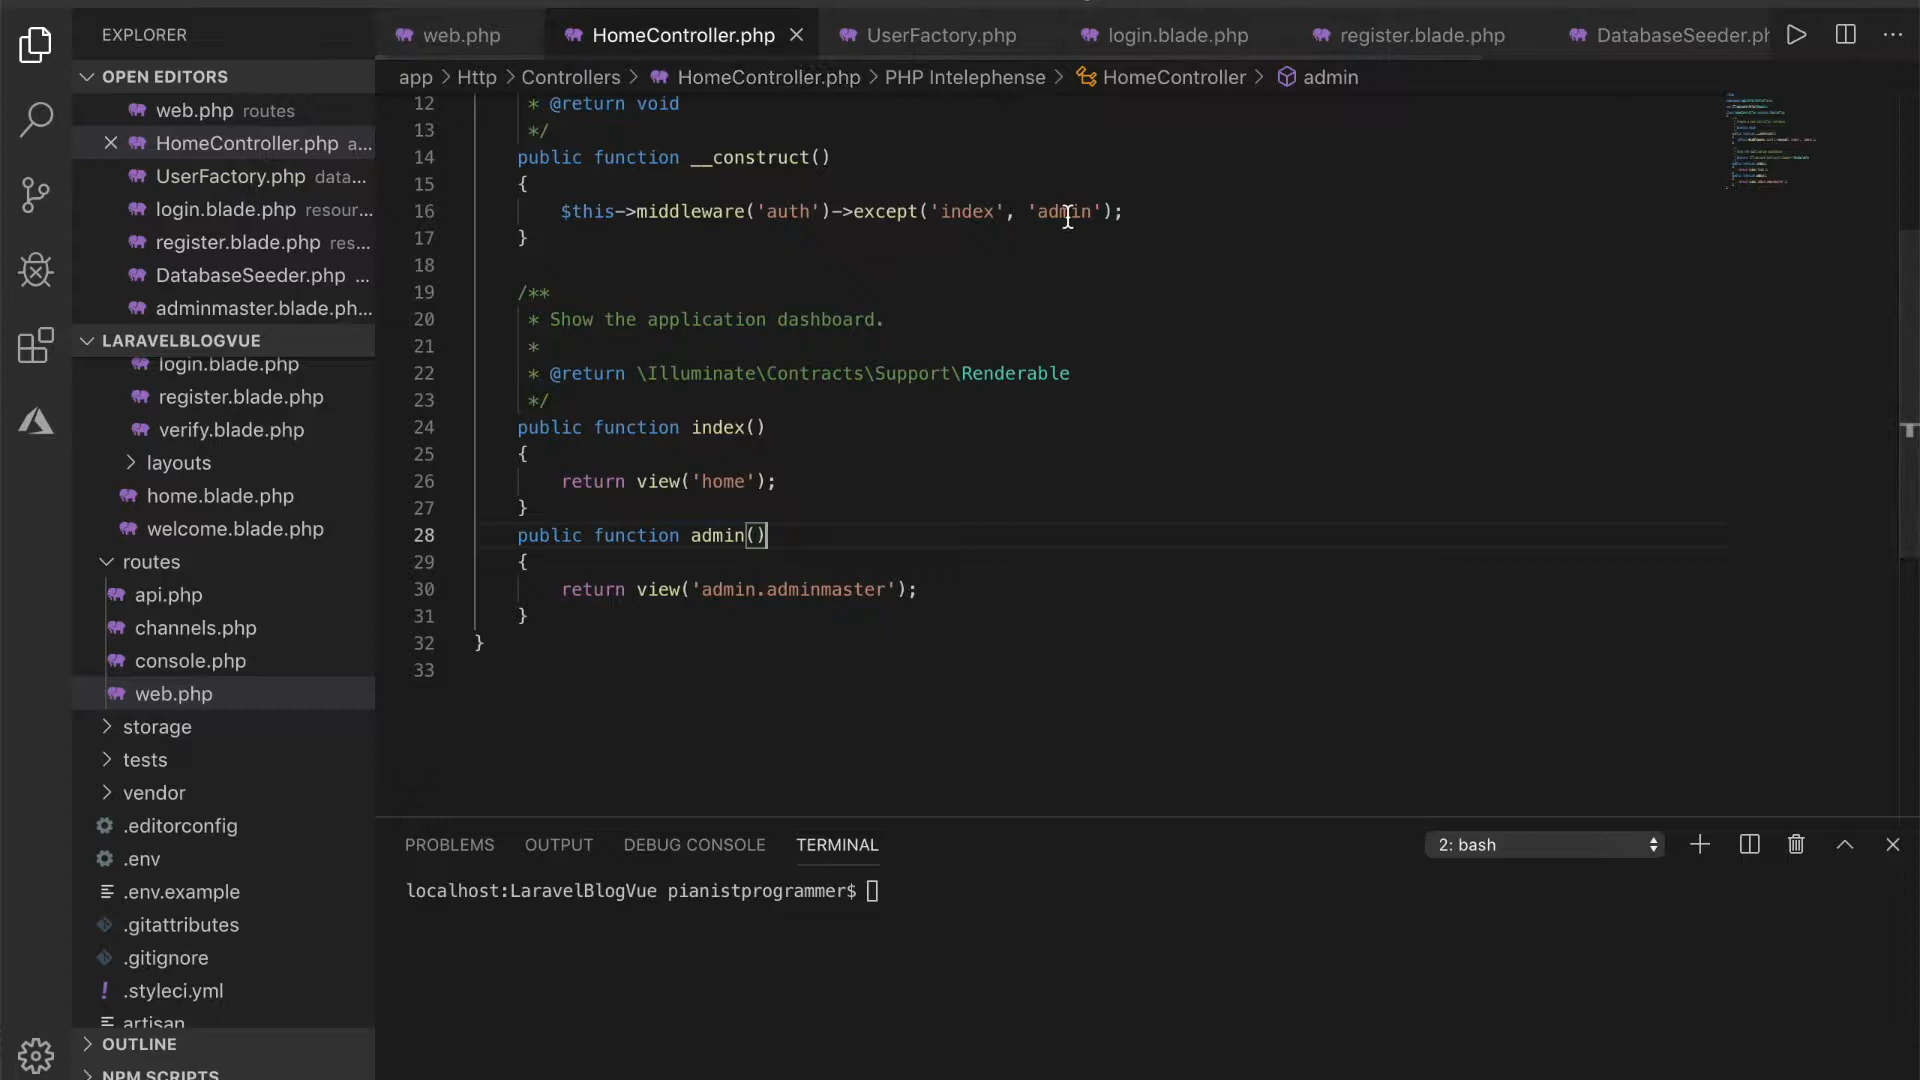 EXPLORER
OPEN EDITORS
web.php routes
HomeController.php a...
UserFactory.php data...
login.blade.php resour...
register.blade.php res...
DatabaseSeeder.php ...
adminmaster.blade.ph...
LARAVELBLOGVUE
login.blade.php
register.blade.php
verify.blade.php
layouts
home.blade.php
welcome.blade.php
routes
api.php
channels.php
console.php
web.php
storage
tests
vendor
.editorconfig
.env
.env.example
.gitattributes
.gitignore
.styleci.yml
artisan
OUTLINE
NPM SCRIPTS
web.php HomeController.php UserFactory.php login.blade.php register.blade.php DatabaseSeeder.ph
app > Http > Controllers > HomeController.php > PHP Intelephense > HomeController > admin
12 * @return void
13 */
14 public function __construct()
15 {
16 $this->middleware('auth')->except('index', 'admin');
17 }
18
19 /**
20 * Show the application dashboard.
21 *
22 * @return \Illuminate\Contracts\Support\Renderable
23 */
24 public function index()
25 {
26 return view('home');
27 }
28 public function admin()
29 {
30 return view('admin.adminmaster');
31 }
32 }
33
PROBLEMS OUTPUT DEBUG CONSOLE TERMINAL 2: bash
localhost:LaravelBlogVue pianistprogrammer$